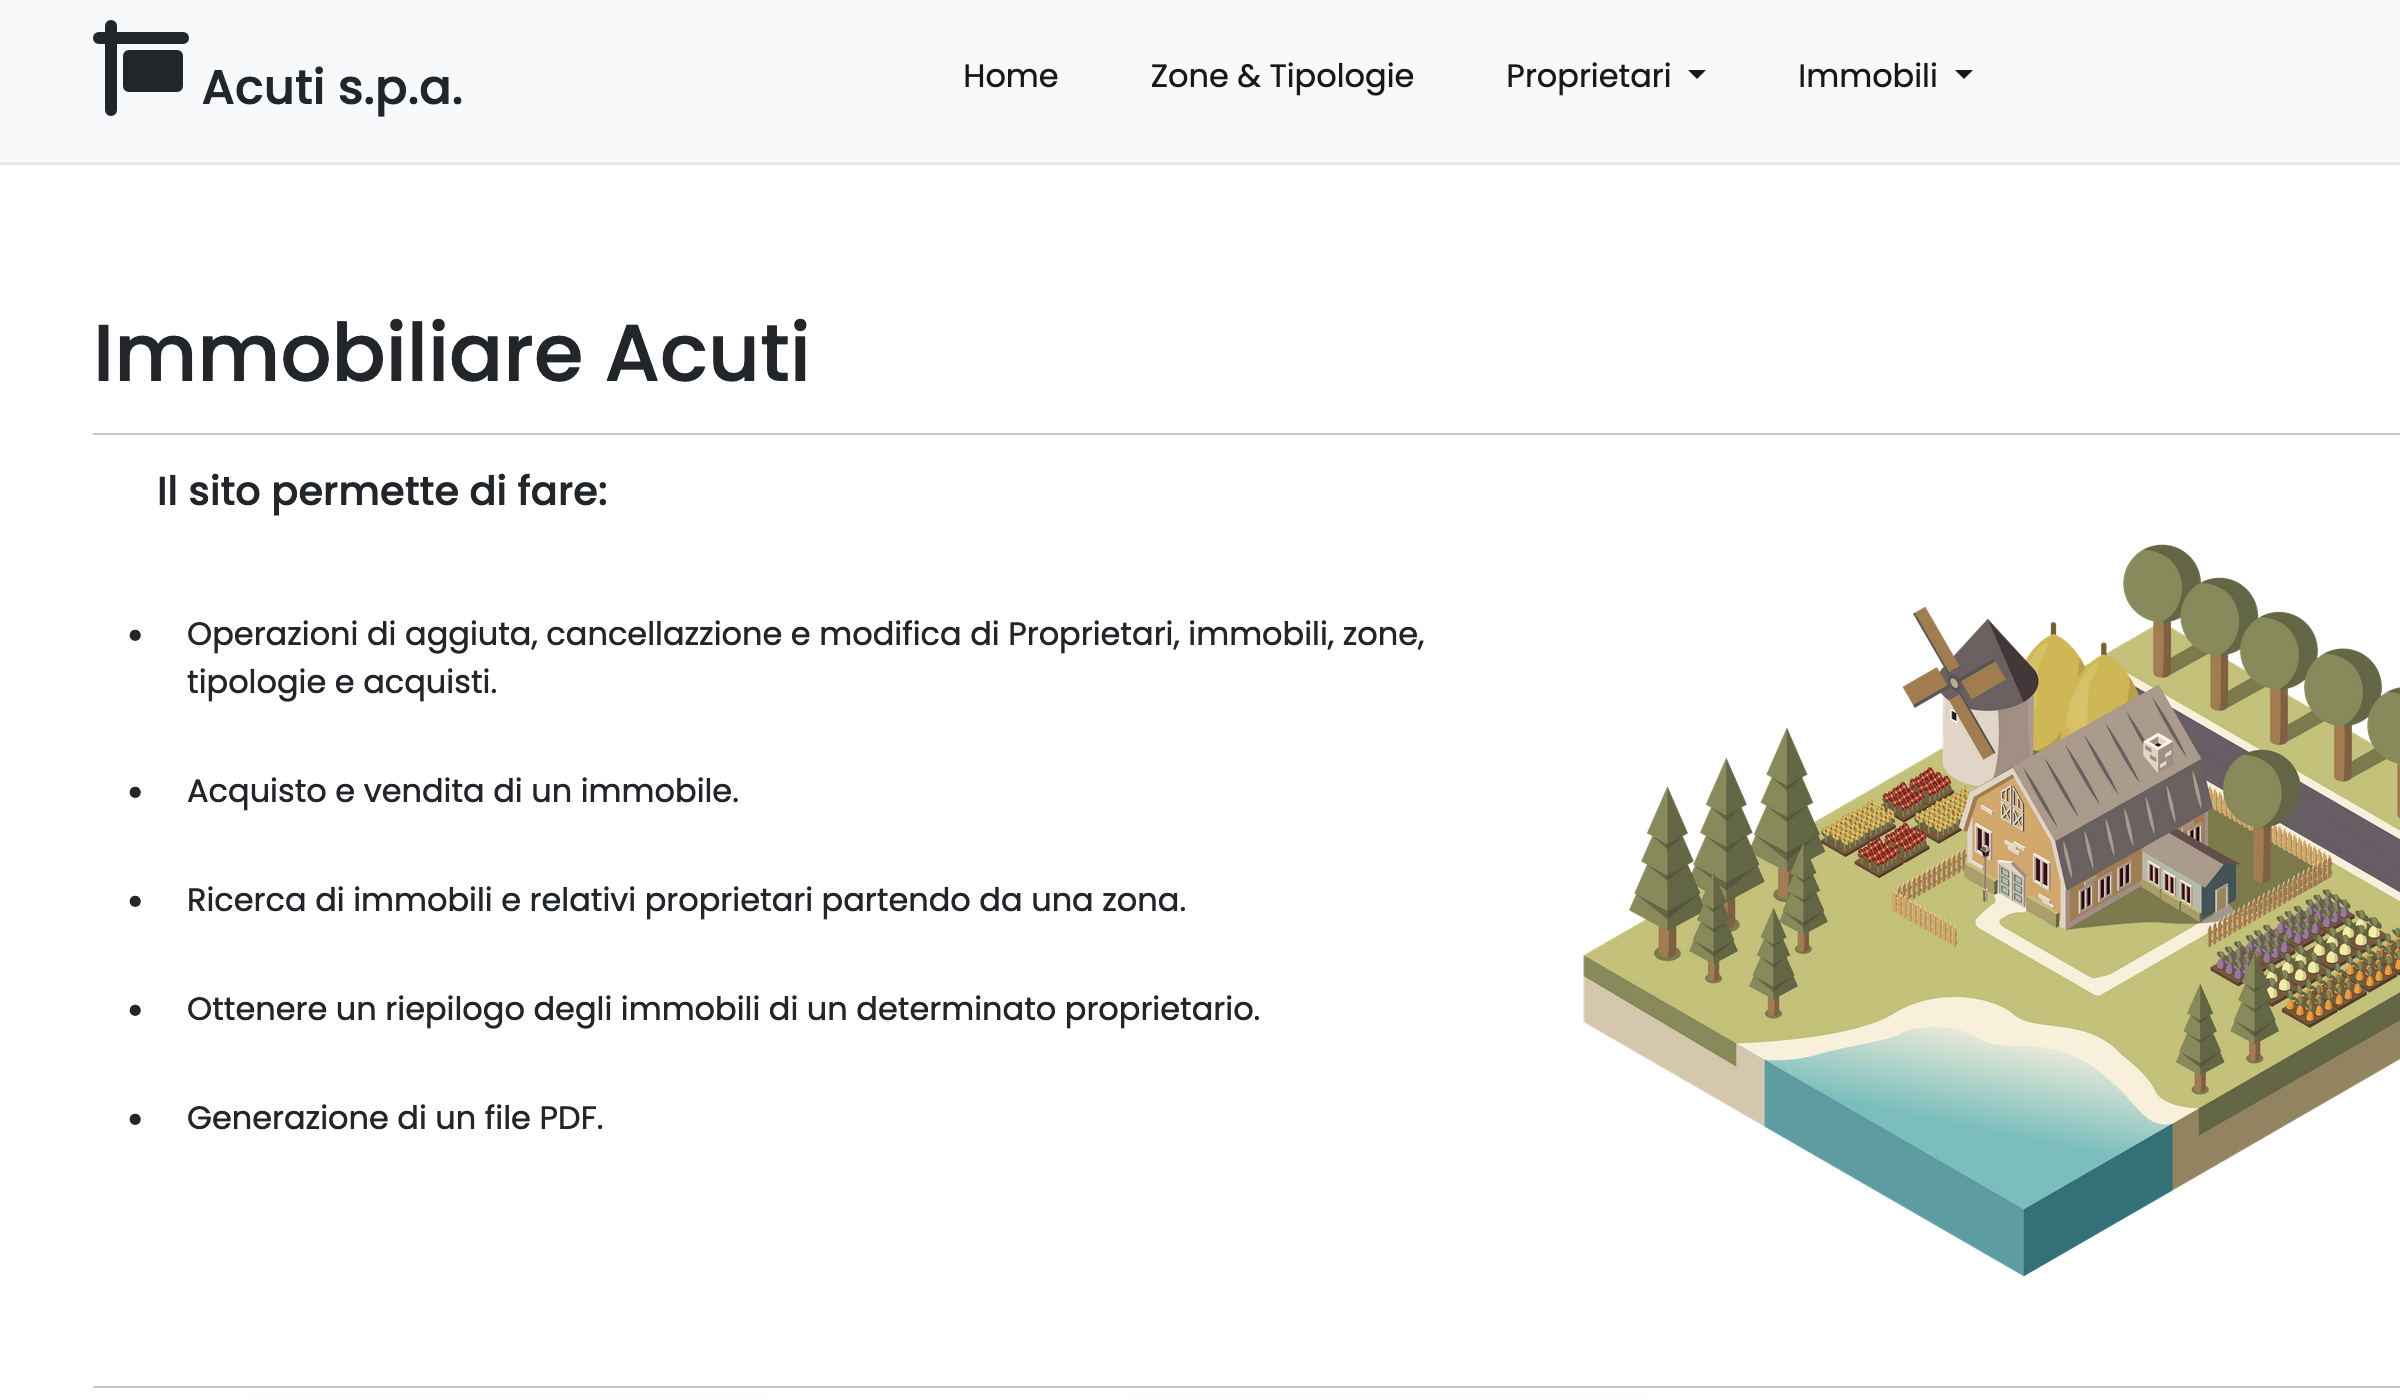 Acuti s.p.a.
Home
Zone & Tipologie
Proprietari
Immobili
Immobiliare Acuti
Il sito permette di fare:
• Operazioni di aggiuta, cancellazzione e modifica di Proprietari, immobili, zone,
tipologie e acquisti.
• Acquisto e vendita di un immobile.
• Ricerca di immobili e relativi proprietari partendo da una zona.
• Ottenere un riepilogo degli immobili di un determinato proprietario.
• Generazione di un file PDF.